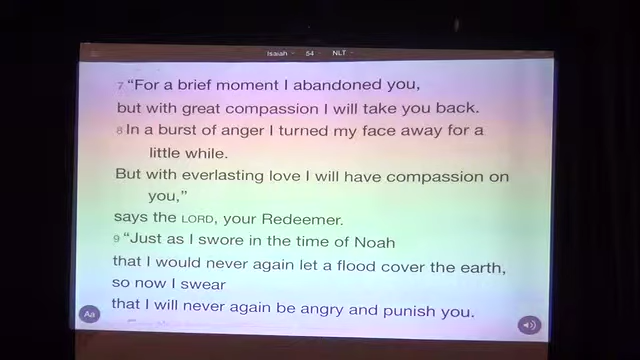 Isaiah 54 NLT
7 “For a brief moment I abandoned you,
but with great compassion I will take you back.
8 In a burst of anger I turned my face away for a
little while.
But with everlasting love I will have compassion on
you,”
says the LORD, your Redeemer.
9 “Just as I swore in the time of Noah
that I would never again let a flood cover the earth,
so now I swear
that I will never again be angry and punish you.
Aa